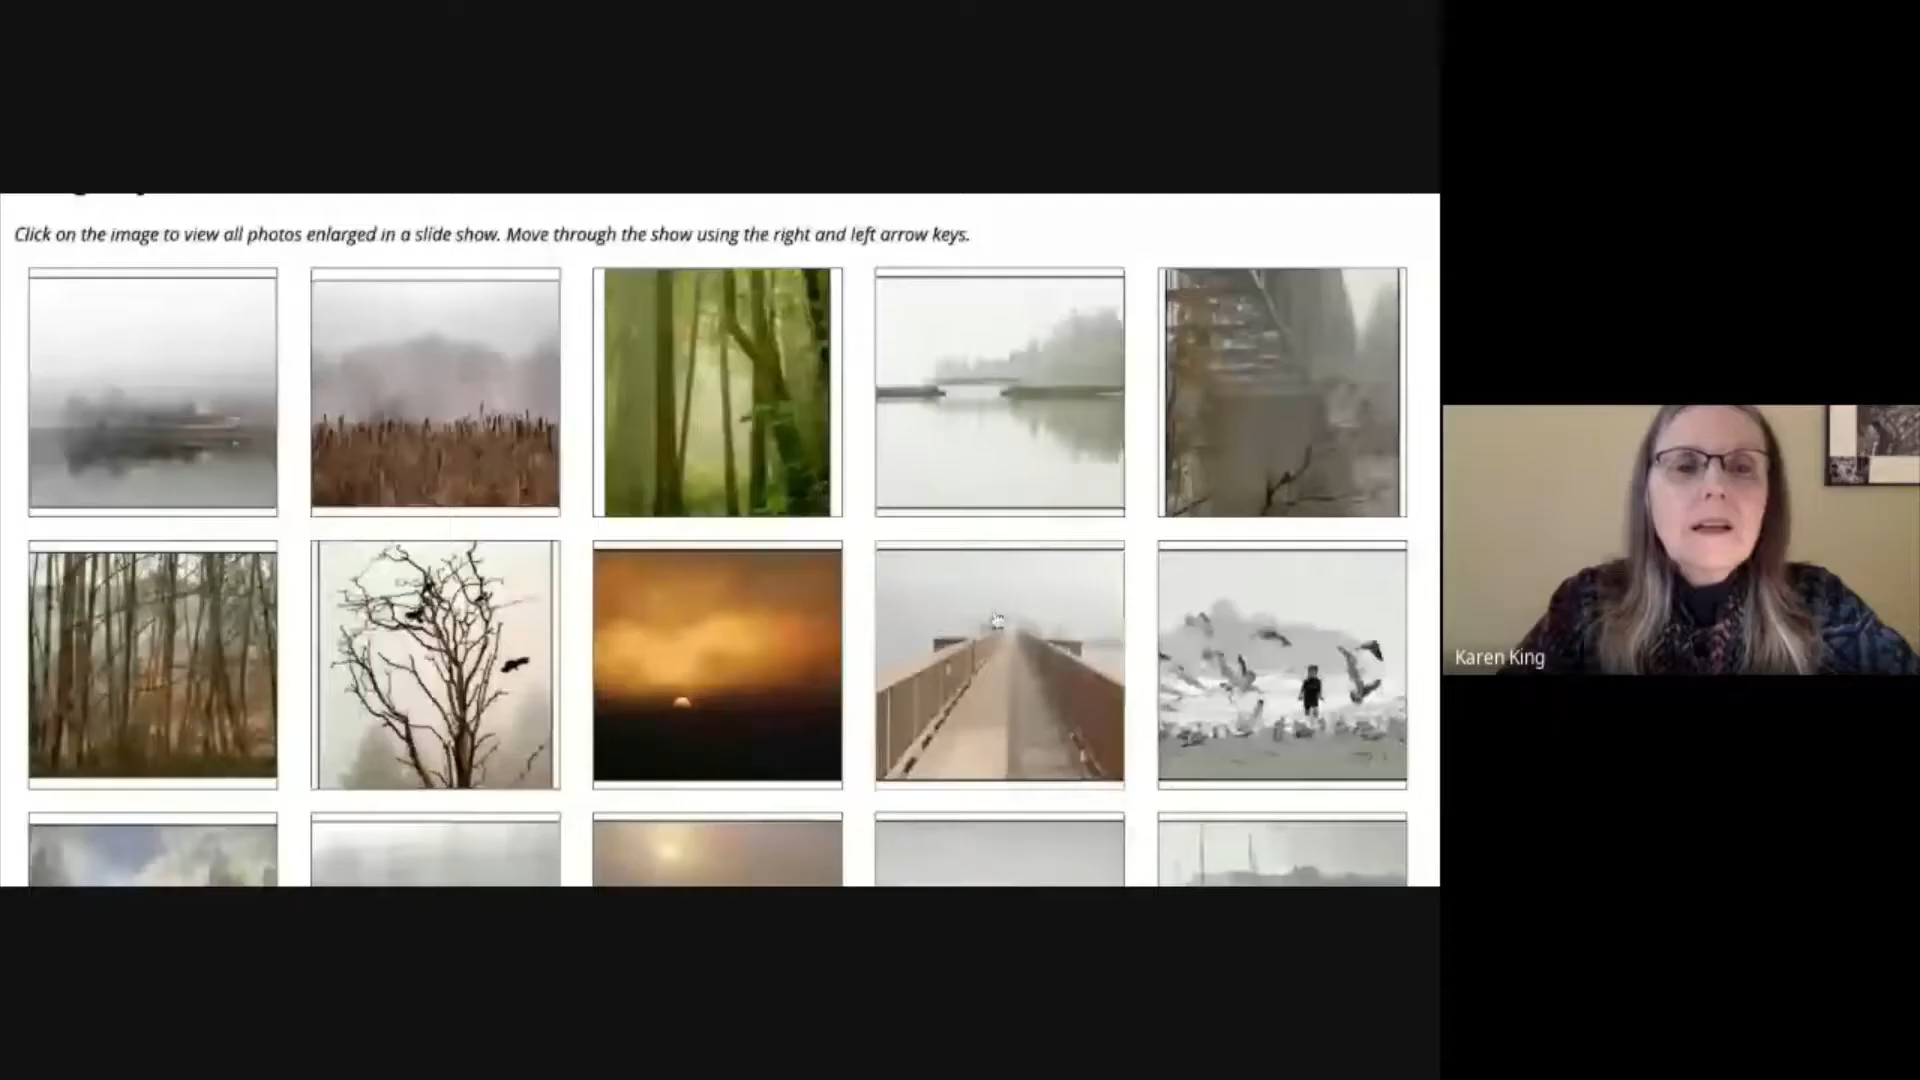 Click on the image to view all photos enlarged in a slide show. Move through the show using the right and left arrow keys.
Karen King